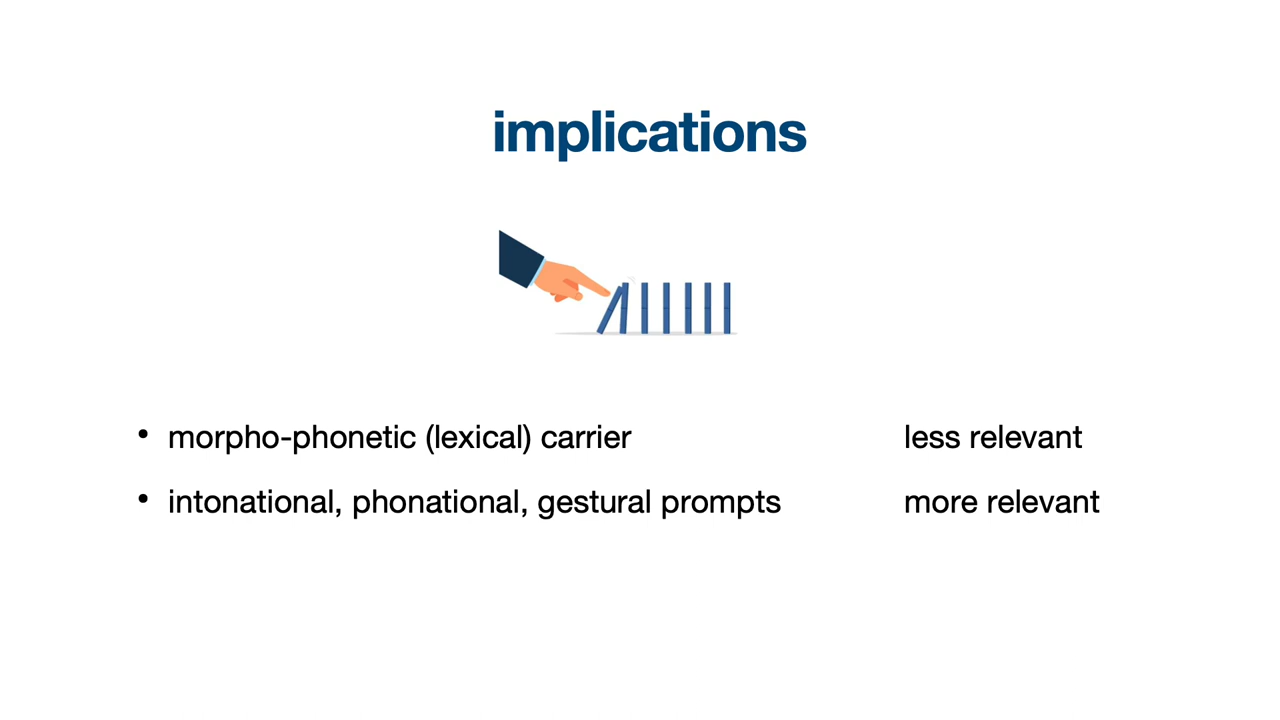 implications
• morpho-phonetic (lexical) carrier less relevant
• intonational, phonational, gestural prompts more relevant